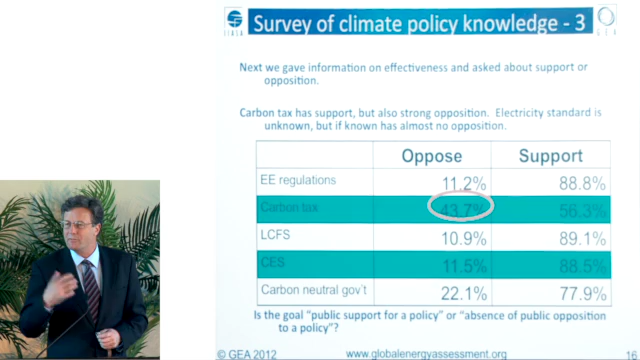 IIASA
Survey of climate policy knowledge - 3
G E A
Next we gave information on effectiveness and asked about support or
opposition.
Carbon tax has support, but also strong opposition. Electricity standard is
unknown, but if known has almost no opposition.
Oppose Support
EE regulations 11.2% 88.8%
Carbon tax 43.7% 56.3%
LCFS 10.9% 89.1%
CES 11.5% 88.5%
Carbon neutral gov't 22.1% 77.9%
Is the goal "public support for a policy" or "absence of public opposition
to a policy"?
© GEA 2012 www.globalenergyassessment.org 16